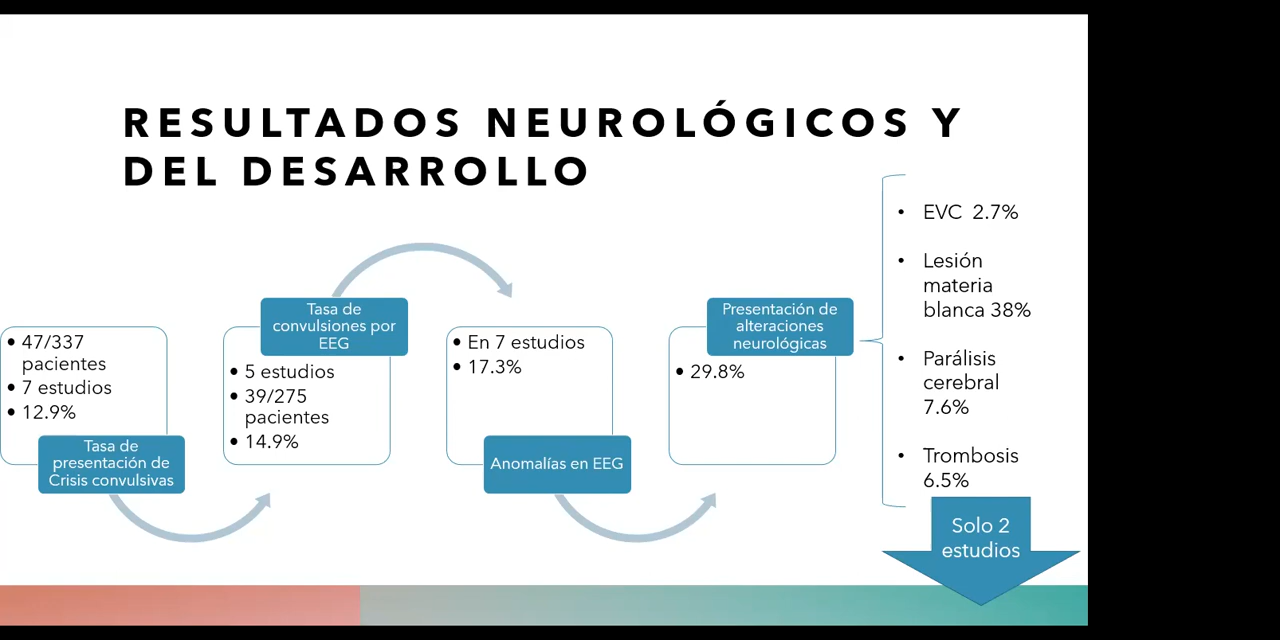 RESULTADOS NEUROLÓGICOS Y
DEL DESARROLLO
• 47/337
pacientes
• 7 estudios
• 12.9%
Tasa de
presentación de
Crisis convulsivas
Tasa de
convulsiones por
EEG
• 5 estudios
• 39/275
pacientes
• 14.9%
• En 7 estudios
• 17.3%
Anomalías en EEG
Presentación de
alteraciones
neurológicas
• 29.8%
• EVC 2.7%
• Lesión
materia
blanca 38%
• Parálisis
cerebral
7.6%
• Trombosis
6.5%
Solo 2
estudios